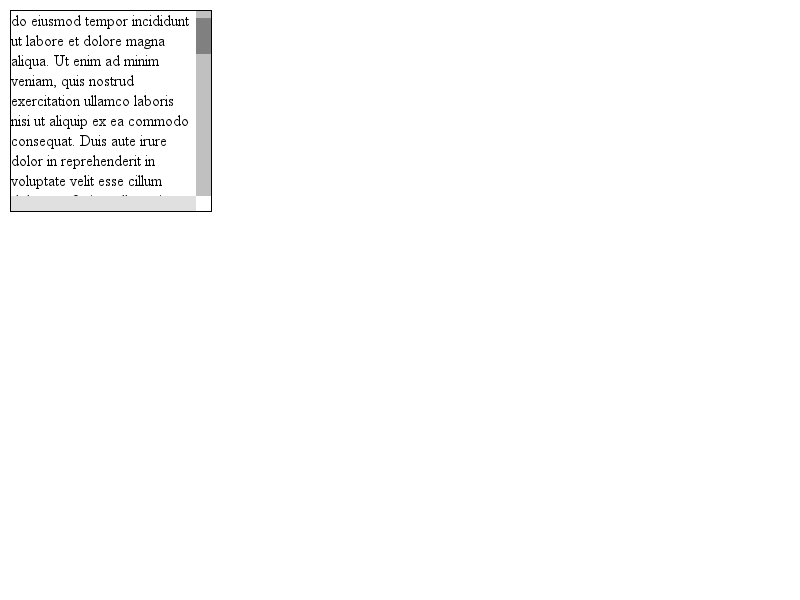 do eiusmod tempor incididunt
ut labore et dolore magna
aliqua. Ut enim ad minim
veniam, quis nostrud
exercitation ullamco laboris
nisi ut aliquip ex ea commodo
consequat. Duis aute irure
dolor in reprehenderit in
voluptate velit esse cillum